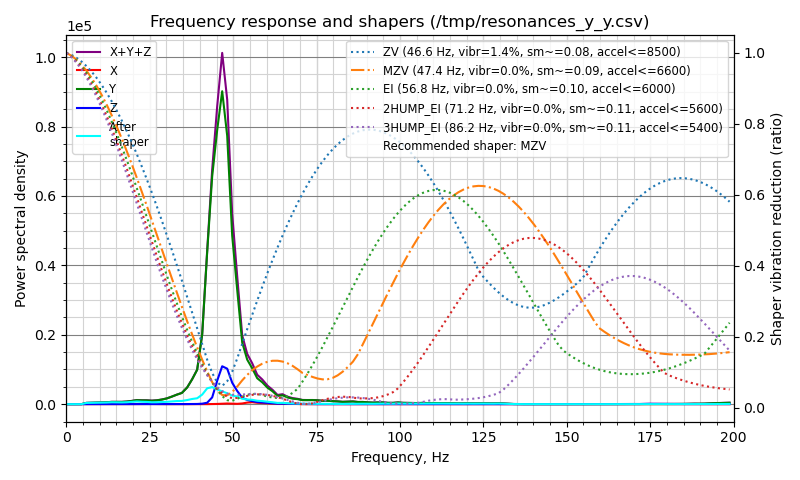 Frequency response and shapers (/tmp/resonances_y_y.csv)
1e5
X+Y+Z
X
Y
Z
After
shaper
ZV (46.6 Hz, vibr=1.4%, sm~=0.08, accel<=8500)
MZV (47.4 Hz, vibr=0.0%, sm~=0.09, accel<=6600)
EI (56.8 Hz, vibr=0.0%, sm~=0.10, accel<=6000)
2HUMP_EI (71.2 Hz, vibr=0.0%, sm~=0.11, accel<=5600)
3HUMP_EI (86.2 Hz, vibr=0.0%, sm~=0.11, accel<=5400)
Recommended shaper: MZV
Power spectral density
1.0
0.8
0.6
0.4
0.2
0.0
Shaper vibration reduction (ratio)
1.0
0.8
0.6
0.4
0.2
0.0
0 25 50 75 100 125 150 175 200
Frequency, Hz